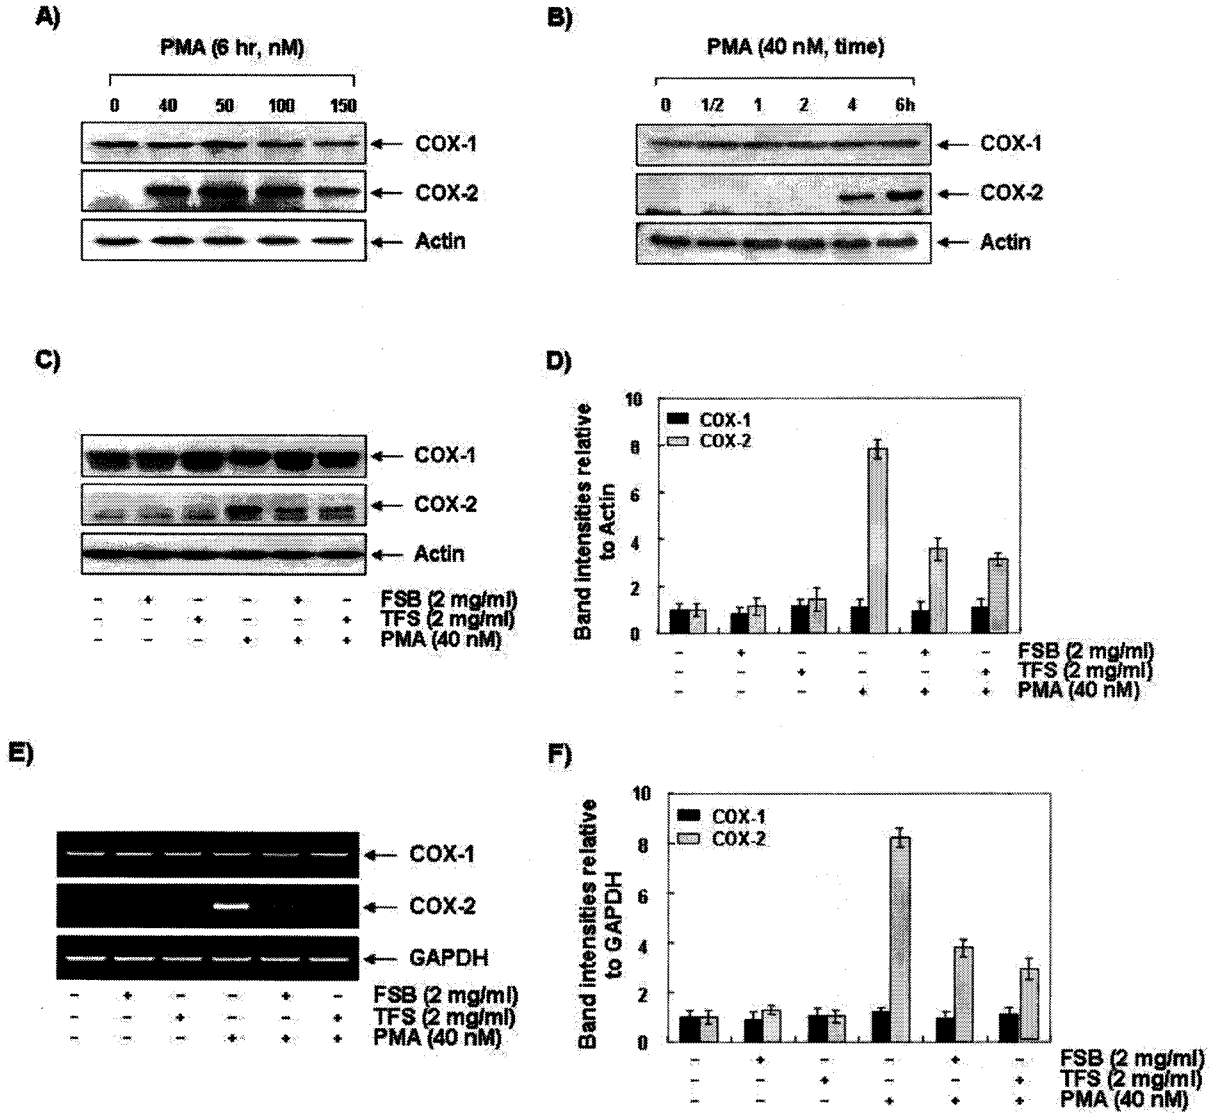 A)
PMA (6 hr, nM)
0 40 50 100 150
COX-1
COX-2
Actin
B)
PMA (40 nM, time)
0 1/2 1 2 4 6h
COX-1
COX-2
Actin
C)
COX-1
COX-2
Actin
- + - - + - FSB (2 mg/ml)
- - + - - + TFS (2 mg/ml)
- - - + + + PMA (40 nM)
D)
Band intensities relative
to Actin
10
8
6
4
2
0
COX-1
COX-2
- + - - + - FSB (2 mg/ml)
- - + - - + TFS (2 mg/ml)
- - - + + + PMA (40 nM)
E)
COX-1
COX-2
GAPDH
- + - - + - FSB (2 mg/ml)
- - + - - + TFS (2 mg/ml)
- - - + + + PMA (40 nM)
F)
Band intensities relative
to GAPDH
10
8
6
4
2
0
COX-1
COX-2
- + - - + - FSB (2 mg/ml)
- - + - - + TFS (2 mg/ml)
- - - + + + PMA (40 nM)